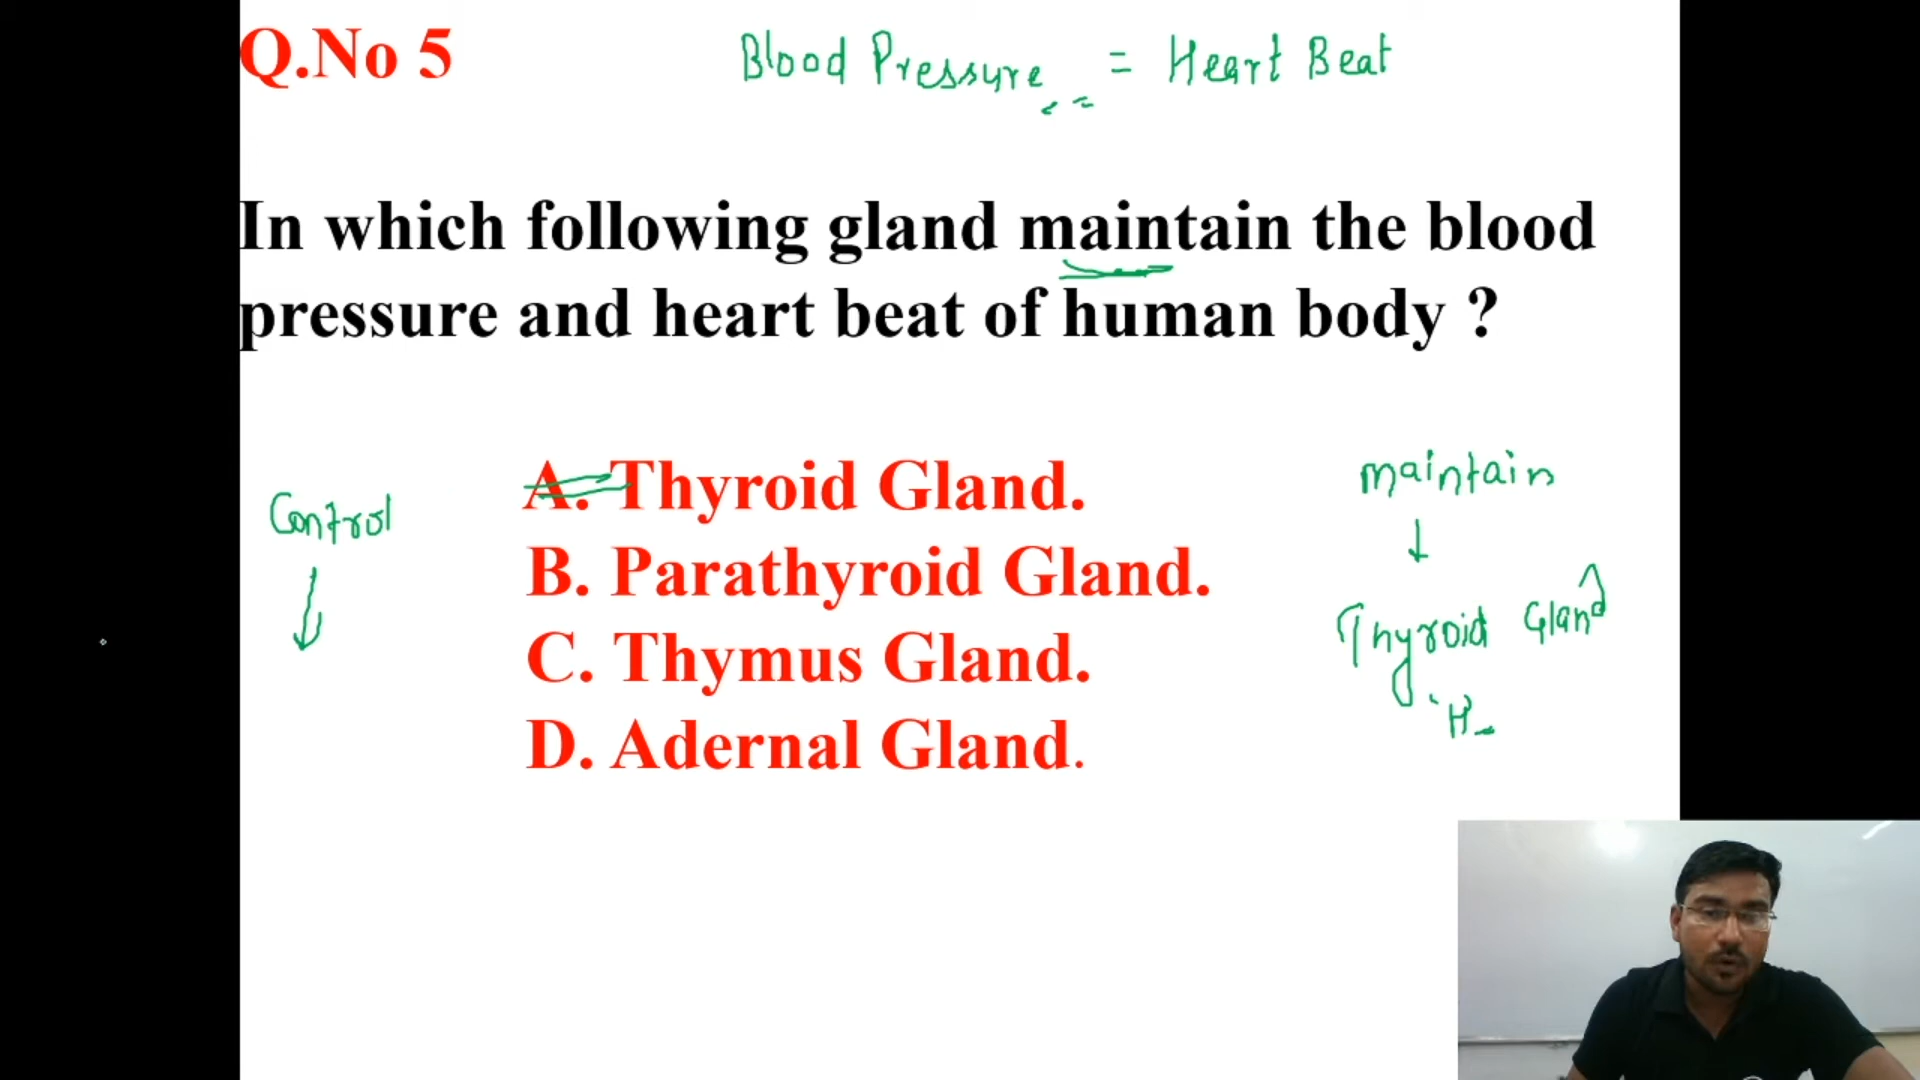 Q.No 5
Blood Pressure = Heart Beat
In which following gland maintain the blood
pressure and heart beat of human body ?
A. Thyroid Gland.
B. Parathyroid Gland.
C. Thymus Gland.
D. Adernal Gland.
Control
maintain
Thyroid Gland